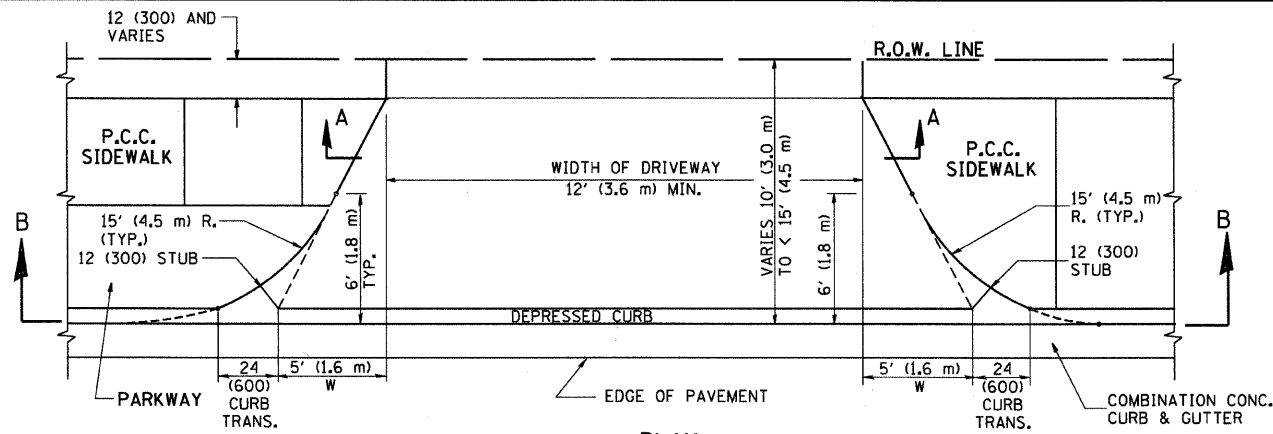 12 (300) AND
VARIES
R.O.W. LINE
A
A
P.C.C.
SIDEWALK
P.C.C.
SIDEWALK
WIDTH OF DRIVEWAY
12' (3.6 m) MIN.
VARIES 10' (3.0 m)
TO < 15' (4.5 m)
15' (4.5 m) R.
(TYP.)
12 (300) STUB
6' (1.8 m)
TYP.
6' (1.8 m)
15' (4.5 m)
R. (TYP.)
12 (300)
STUB
B
B
DEPRESSED CURB
24
(600)
CURB
TRANS.
5' (1.6 m)
W
5' (1.6 m)
W
24
(600)
CURB
TRANS.
PARKWAY
EDGE OF PAVEMENT
COMBINATION CONC.
CURB & GUTTER